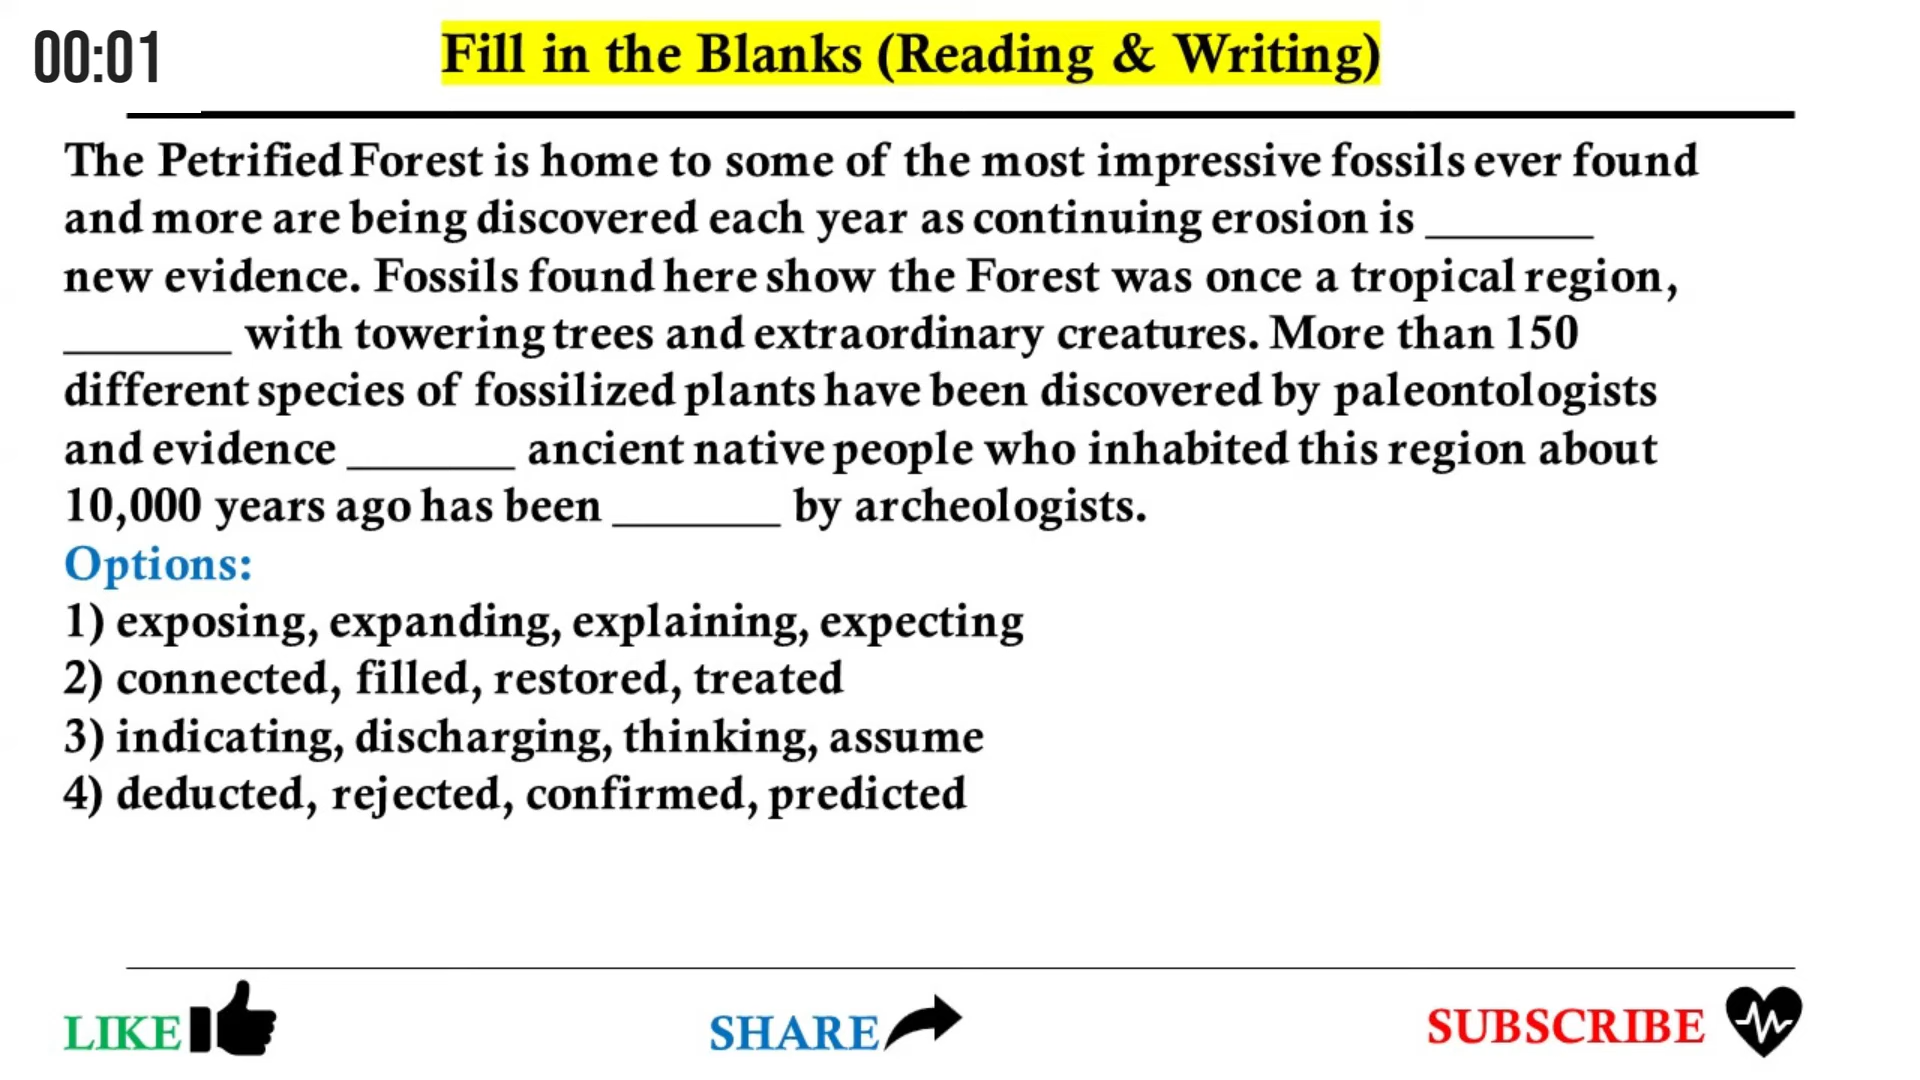 00:01
Fill in the Blanks (Reading & Writing)
The Petrified Forest is home to some of the most impressive fossils ever found
and more are being discovered each year as continuing erosion is _______
new evidence. Fossils found here show the Forest was once a tropical region,
_______ with towering trees and extraordinary creatures. More than 150
different species of fossilized plants have been discovered by paleontologists
and evidence _______ ancient native people who inhabited this region about
10,000 years ago has been _______ by archeologists.
Options:
1) exposing, expanding, explaining, expecting
2) connected, filled, restored, treated
3) indicating, discharging, thinking, assume
4) deducted, rejected, confirmed, predicted
LIKE SHARE SUBSCRIBE